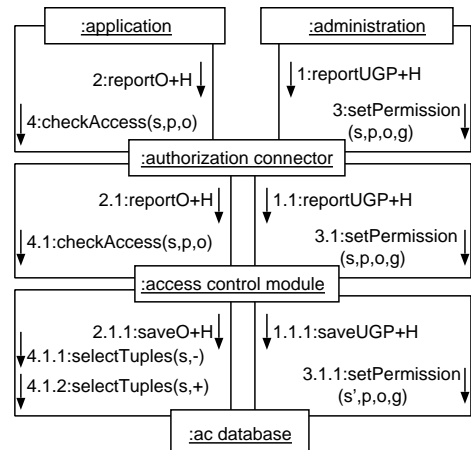 :application
:administration
2:reportO+H
1:reportUGP+H
4:checkAccess(s,p,o)
3:setPermission
(s,p,o,g)
:authorization connector
2.1:reportO+H
1.1:reportUGP+H
4.1:checkAccess(s,p,o)
3.1:setPermission
(s,p,o,g)
:access control module
2.1.1:saveO+H
1.1.1:saveUGP+H
4.1.1:selectTuples(s,-)
4.1.2:selectTuples(s,+)
3.1.1:setPermission
(s',p,o,g)
:ac database